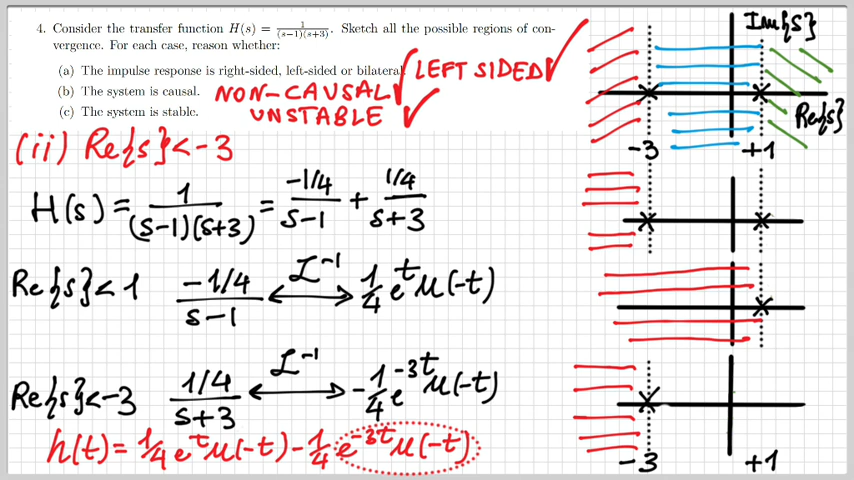 4. Consider the transfer function H(s) = 1/((s−1)(s+3)). Sketch all the possible regions of con-
vergence. For each case, reason whether:
(a) The impulse response is right-sided, left-sided or bilateral. LEFT SIDED ✓
(b) The system is causal. NON-CAUSAL ✓
(c) The system is stable. UNSTABLE ✓
Im{s}
Re{s}
-3 +1
(ii) Re{s}<-3
H(s) = 1/((s-1)(s+3)) = (-1/4)/(s-1) + (1/4)/(s+3)
Re{s}<1 (-1/4)/(s-1) ⟷ L⁻¹ 1/4 e^t u(-t)
Re{s}<-3 (1/4)/(s+3) ⟷ L⁻¹ -1/4 e^-3t u(-t)
h(t) = 1/4 e^t u(-t) - 1/4 e^-3t u(-t)
-3 +1